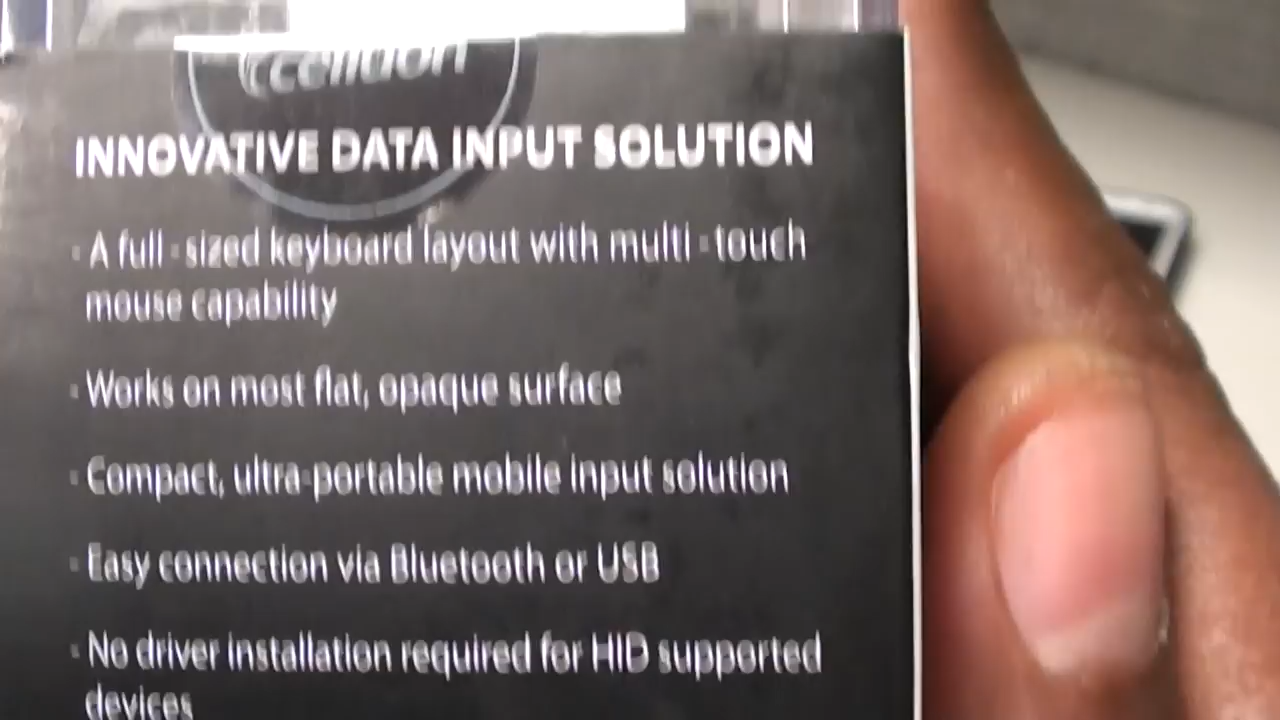 INNOVATIVE DATA INPUT SOLUTION
· A full-sized keyboard layout with multi-touch
mouse capability
· Works on most flat, opaque surface
· Compact, ultra-portable mobile input solution
· Easy connection via Bluetooth or USB
· No driver installation required for HID supported
devices